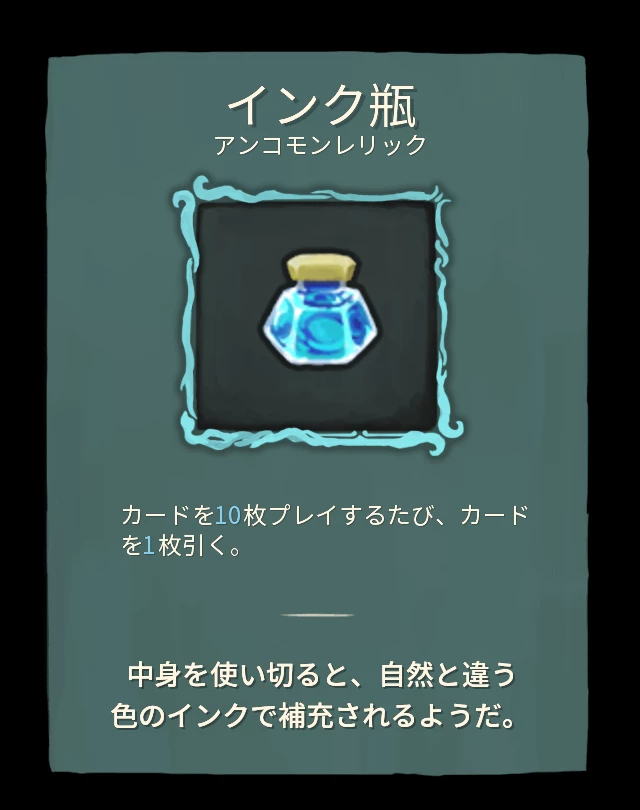 インク瓶
アンコモンレリック
カードを10枚プレイするたび、カード
を1枚引く。
中身を使い切ると、自然と違う
色のインクで補充されるようだ。